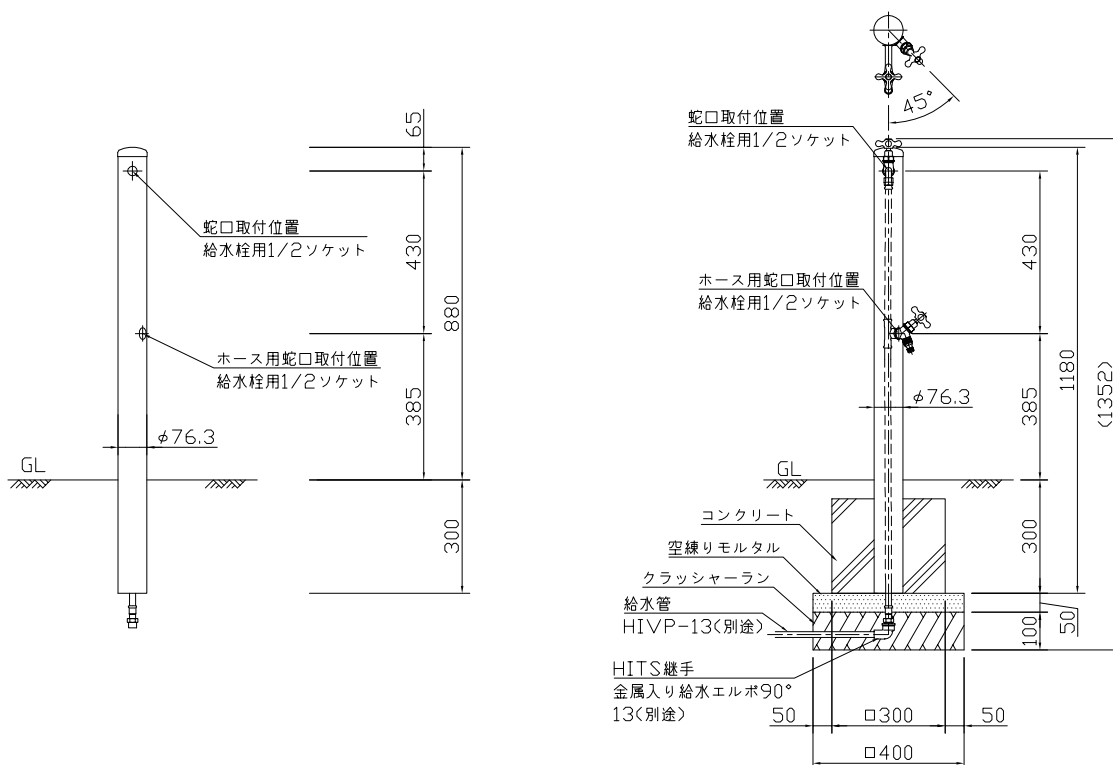 65
蛇口取付位置
給水栓用1/2ソケット
430
880
ホース用蛇口取付位置
給水栓用1/2ソケット
385
φ76.3
GL
300
45°
蛇口取付位置
給水栓用1/2ソケット
430
ホース用蛇口取付位置
給水栓用1/2ソケット
1180
(1352)
385
φ76.3
GL
コンクリート
300
空練りモルタル
クラッシャーラン
給水管
HIVP-13(別途)
50
100
HITS継手
金属入り給水エルボ90°
13(別途)
50
□300
50
□400